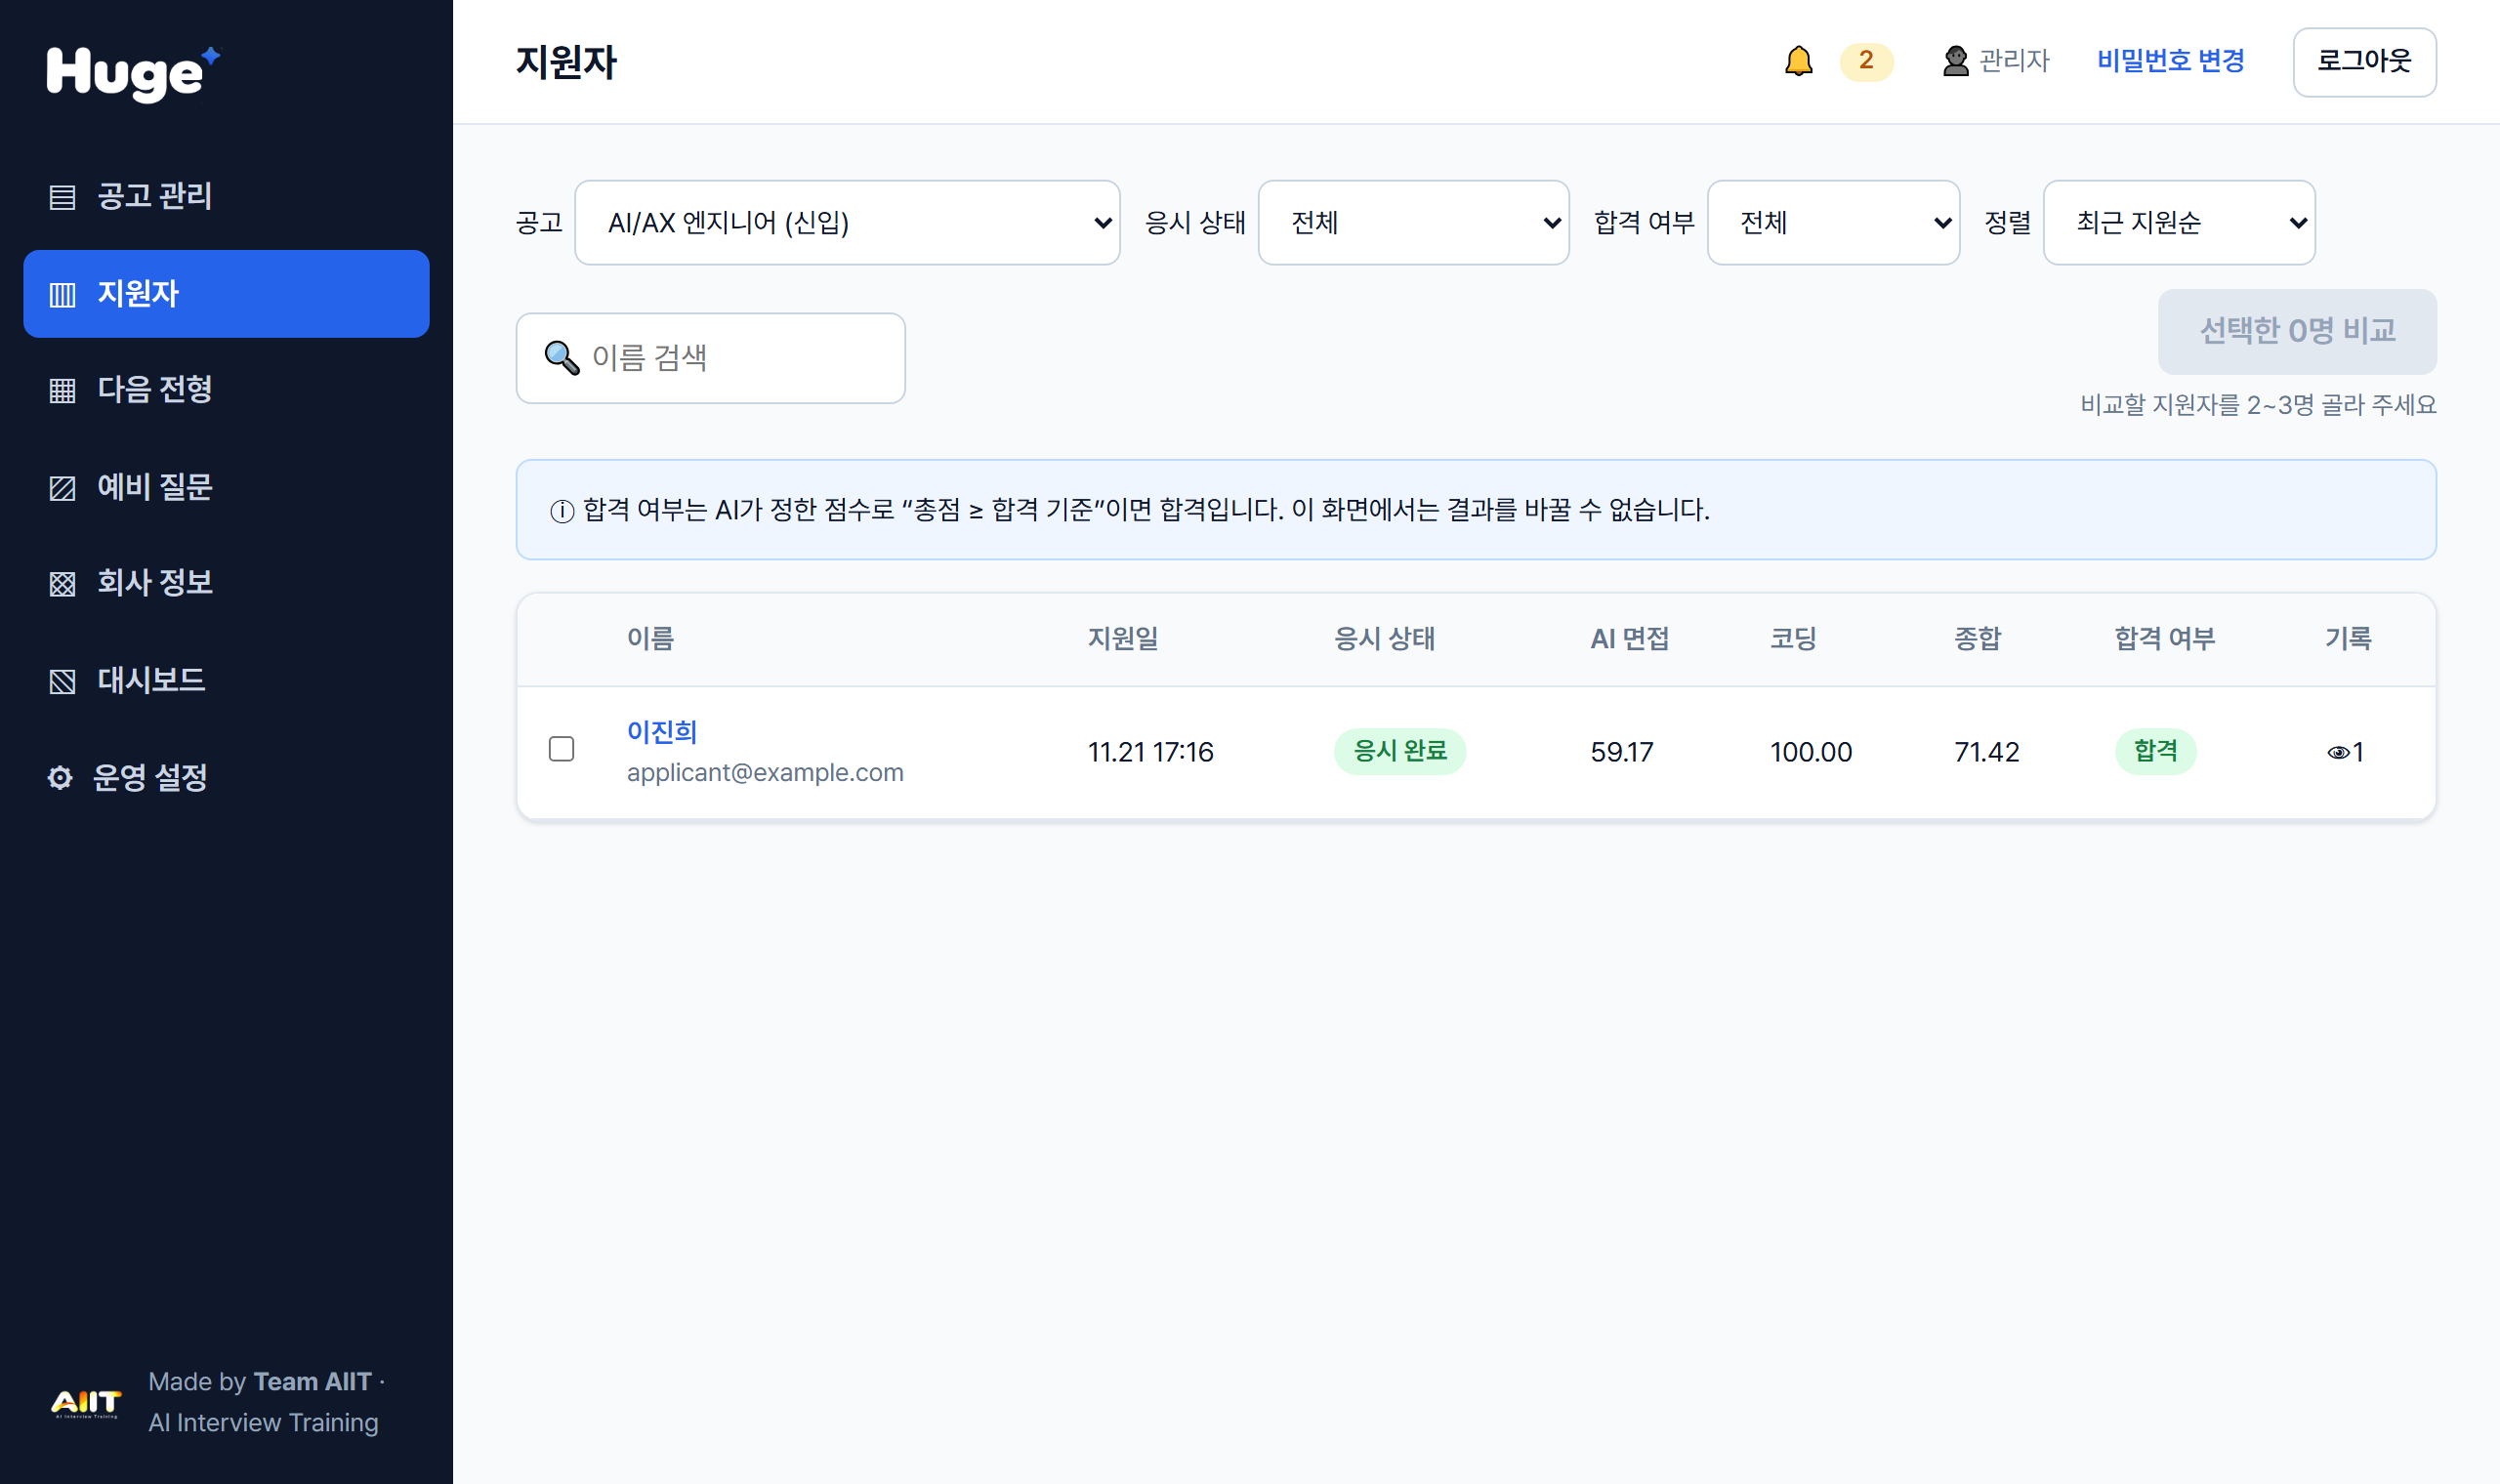 Huge
공고 관리
지원자
다음 전형
예비 질문
회사 정보
대시보드
운영 설정
AIIT
AI Interview Training
Made by Team AIIT ·
AI Interview Training
지원자
2
관리자
비밀번호 변경
로그아웃
공고
AI/AX 엔지니어 (신입)
응시 상태
전체
합격 여부
전체
정렬
최근 지원순
이름 검색
선택한 0명 비교
비교할 지원자를 2~3명 골라 주세요
ⓘ 합격 여부는 AI가 정한 점수로 “총점 ≥ 합격 기준”이면 합격입니다. 이 화면에서는 결과를 바꿀 수 없습니다.
이름 지원일 응시 상태 AI 면접 코딩 종합 합격 여부 기록
이진희
applicant@example.com
11.21 17:16 응시 완료 59.17 100.00 71.42 합격 👁1